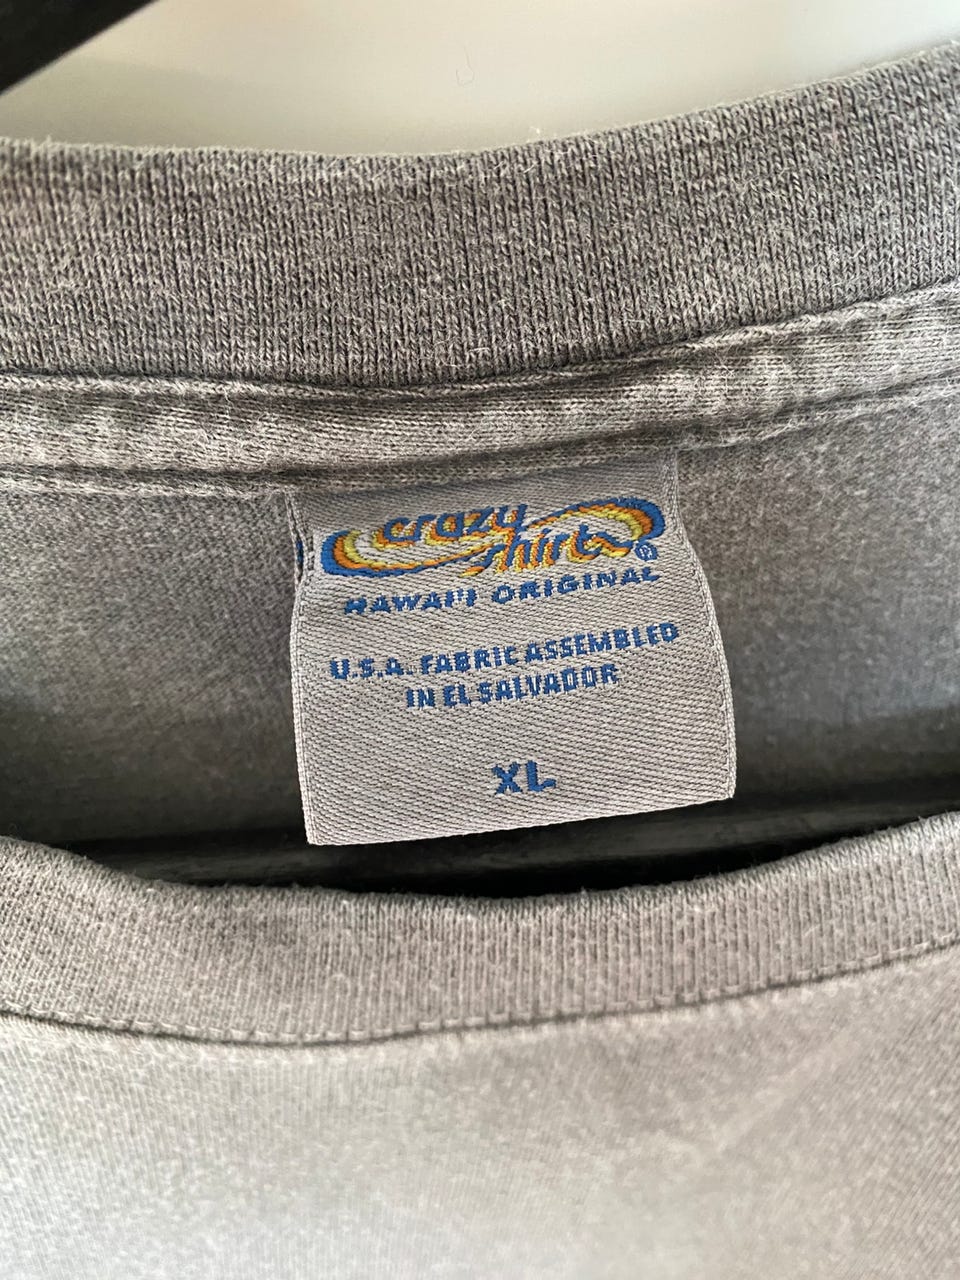 crazy
shirts®
HAWAI'I ORIGINAL
U.S.A. FABRIC ASSEMBLED
IN EL SALVADOR
XL